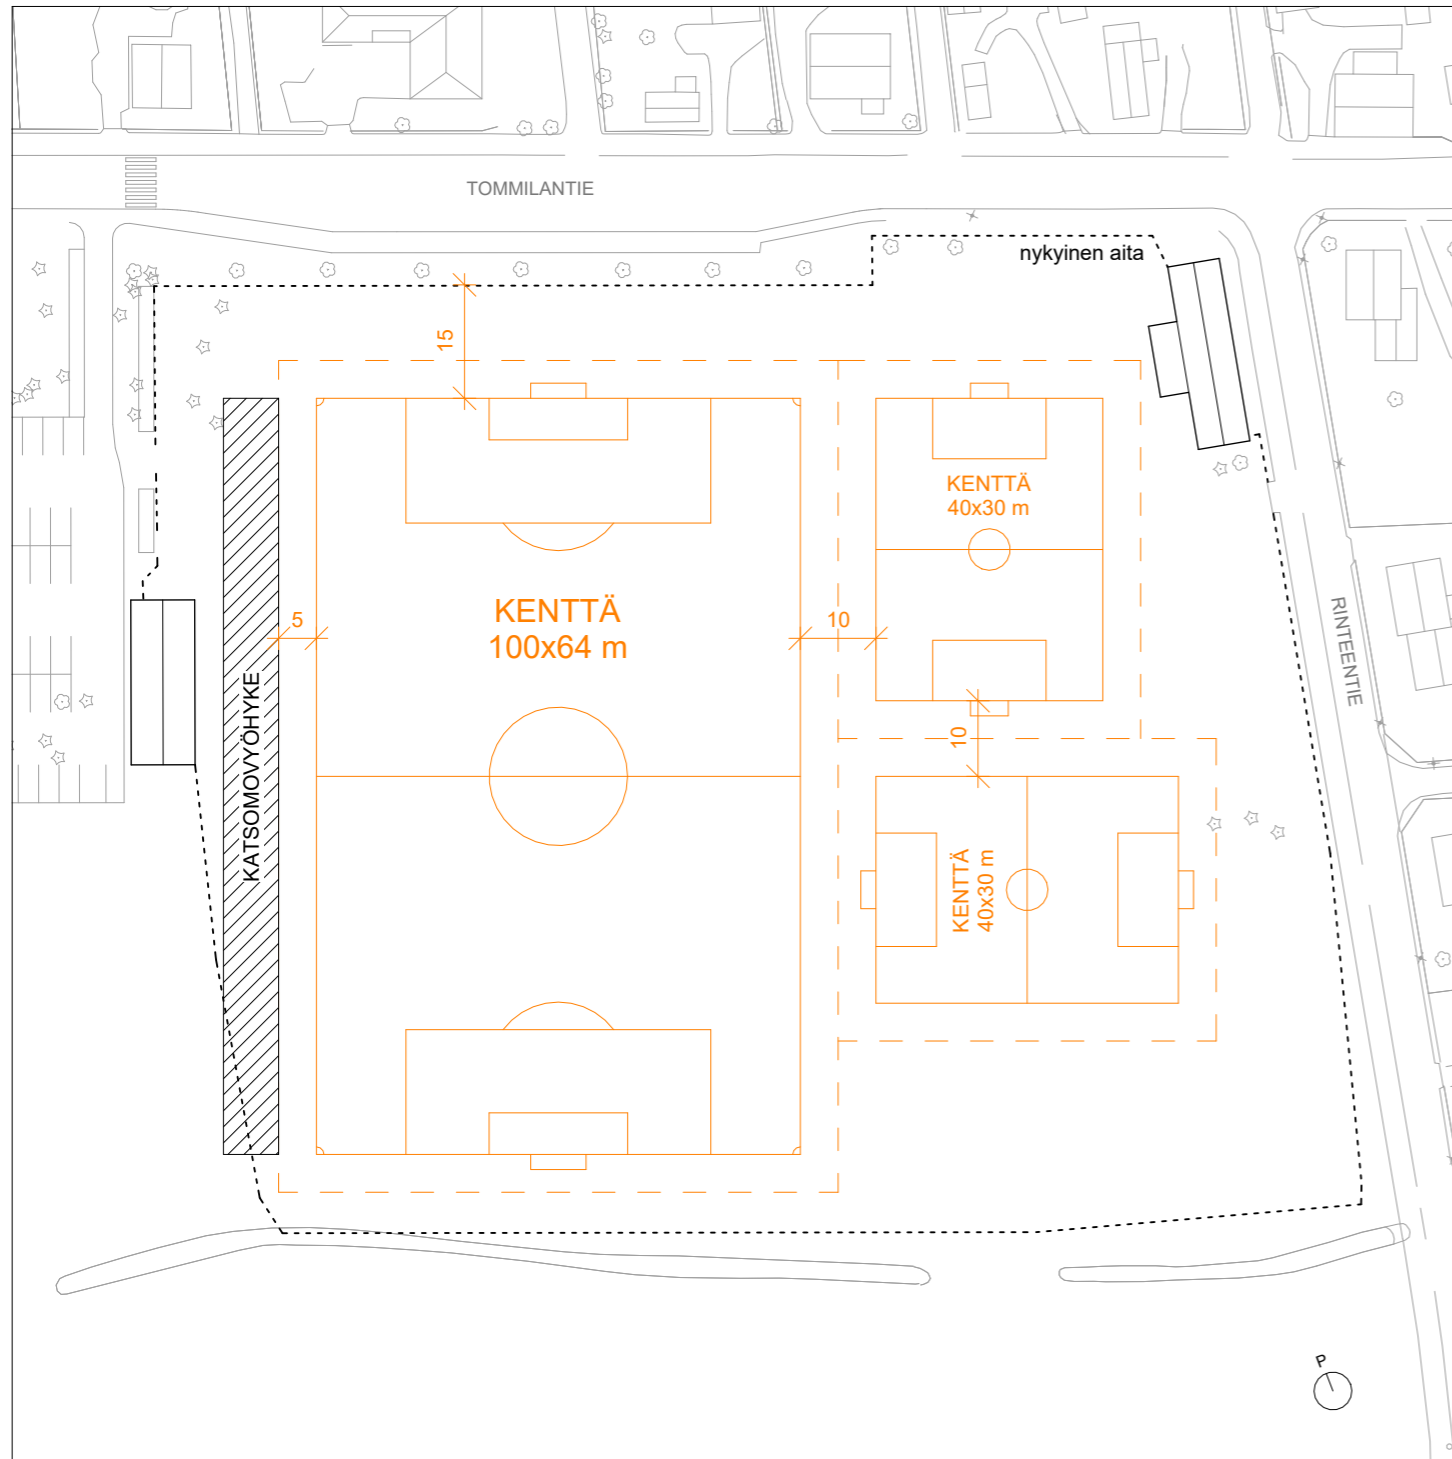 TOMMILANTIE
nykyinen aita
15
KENTTÄ
40x30 m
KENTTÄ
100x64 m
5
10
RINTEENTIE
KATSOMOVYÖHYKE
10
KENTTÄ
40x30 m
P